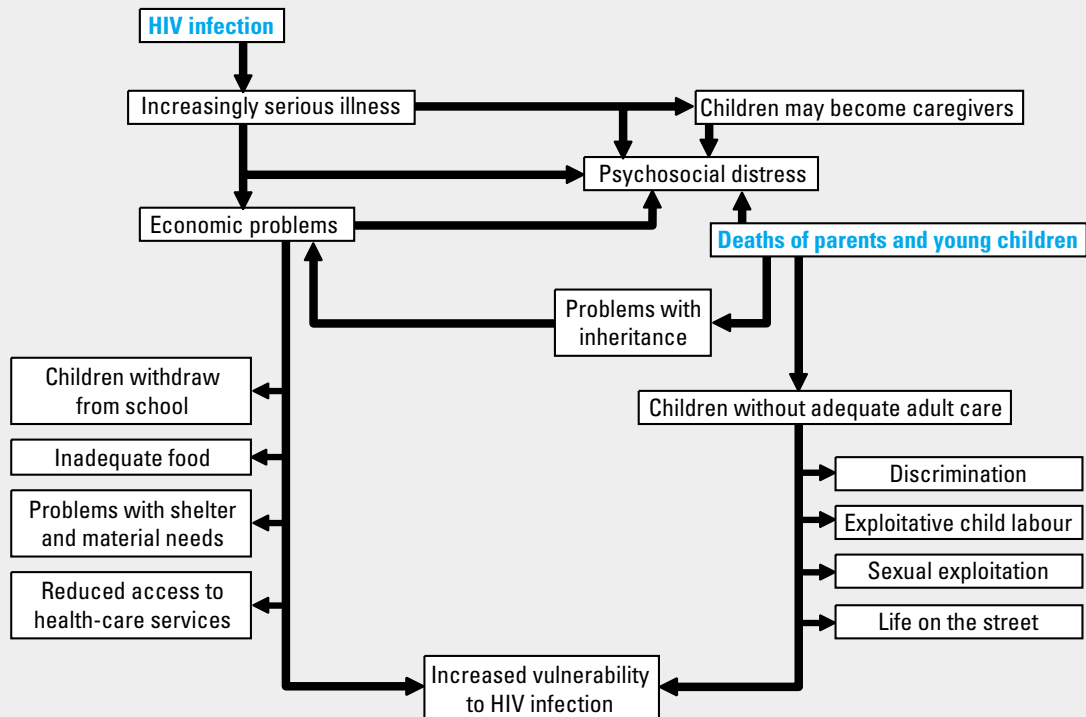 HIV infection
Increasingly serious illness
Children may become caregivers
Psychosocial distress
Economic problems
Deaths of parents and young children
Problems with
inheritance
Children withdraw
from school
Children without adequate adult care
Inadequate food
Discrimination
Problems with shelter
and material needs
Exploitative child labour
Sexual exploitation
Reduced access to
health-care services
Life on the street
Increased vulnerability
to HIV infection